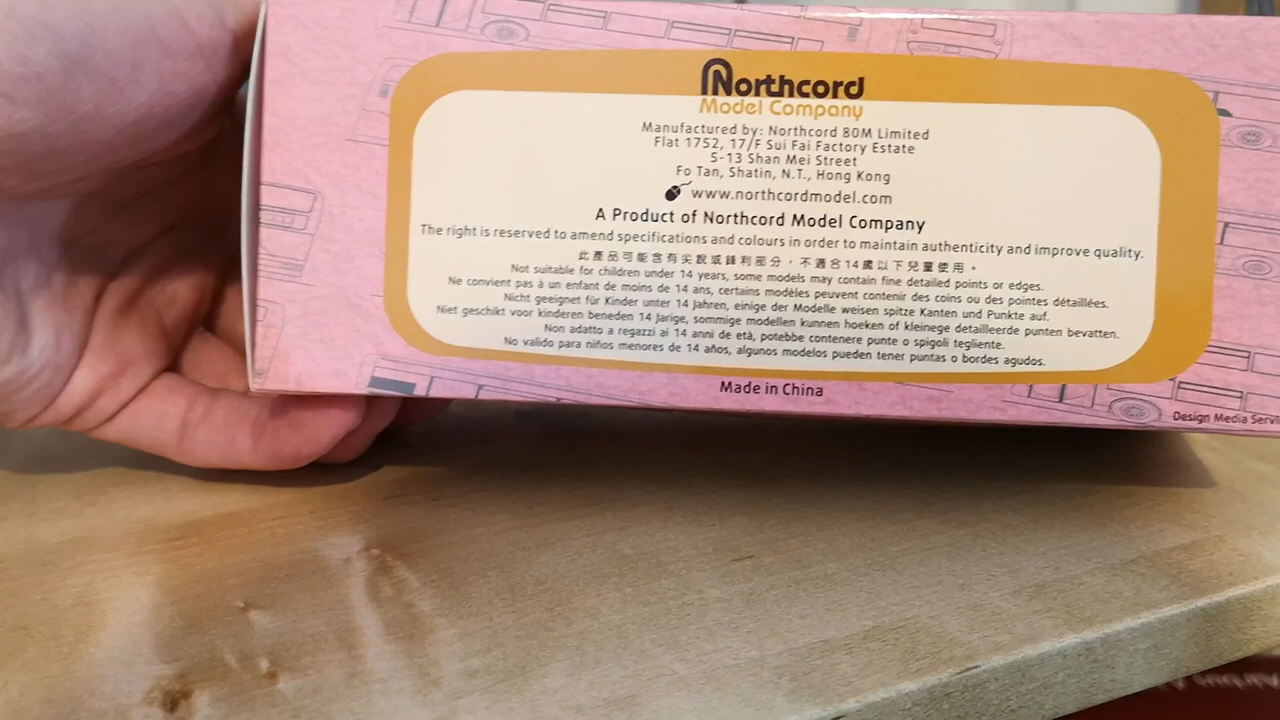 Northcord
Model Company
Manufactured by: Northcord 80M Limited
Flat 1752, 17/F Sui Fai Factory Estate
5-13 Shan Mei Street
Fo Tan, Shatin, N.T., Hong Kong
www.northcordmodel.com
A Product of Northcord Model Company
The right is reserved to amend specifications and colours in order to maintain authenticity and improve quality.
此產品可能含有尖銳或鋒利部分，不適合14歲以下兒童使用。
Not suitable for children under 14 years, some models may contain fine detailed points or edges.
Ne convient pas à un enfant de moins de 14 ans, certains modèles peuvent contenir des coins ou des pointes détaillées.
Nicht geeignet für Kinder unter 14 Jahren, einige der Modelle weisen spitze Kanten und Punkte auf.
Niet geschikt voor kinderen beneden 14 Jarige, sommige modellen kunnen hoeken of kleinege detailleerde punten bevatten.
Non adatto a regazzi ai 14 anni de età, potebbe contenere punte o spigoli tegliente.
No valido para niños menores de 14 años, algunos modelos pueden tener puntas o bordes agudos.
Made in China
Design Media Servi